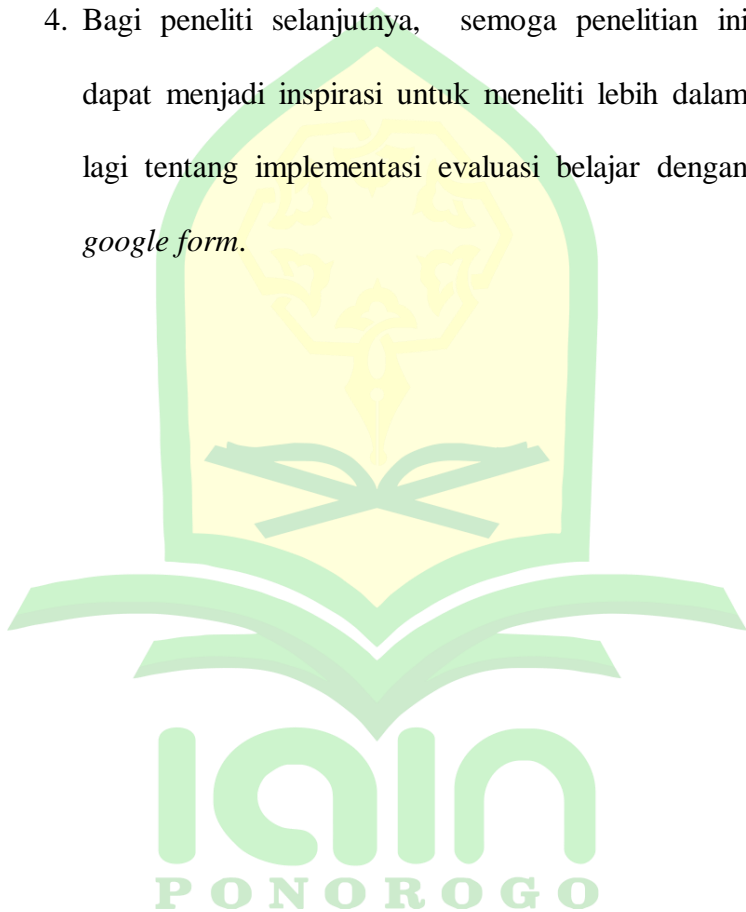 4. Bagi peneliti selanjutnya, semoga penelitian ini
dapat menjadi inspirasi untuk meneliti lebih dalam
lagi tentang implementasi evaluasi belajar dengan
google form.
iain
PONOROGO